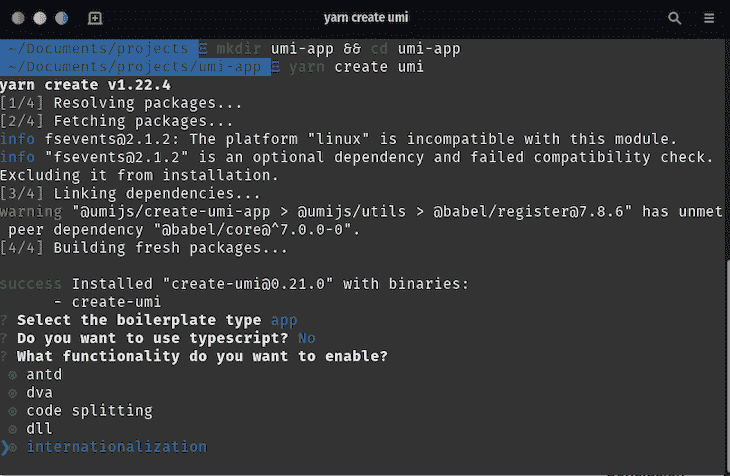 yarn create umi
~/Documents/projects mkdir umi-app && cd umi-app
~/Documents/projects/umi-app yarn create umi
yarn create v1.22.4
[1/4] Resolving packages...
[2/4] Fetching packages...
info fsevents@2.1.2: The platform "linux" is incompatible with this module.
info "fsevents@2.1.2" is an optional dependency and failed compatibility check.
Excluding it from installation.
[3/4] Linking dependencies...
warning "@umijs/create-umi-app > @umijs/utils > @babel/register@7.8.6" has unmet
peer dependency "@babel/core@^7.0.0-0".
[4/4] Building fresh packages...
success Installed "create-umi@0.21.0" with binaries:
- create-umi
? Select the boilerplate type app
? Do you want to use typescript? No
? What functionality do you want to enable?
◉ antd
◉ dva
◉ code splitting
◉ dll
❯◉ internationalization